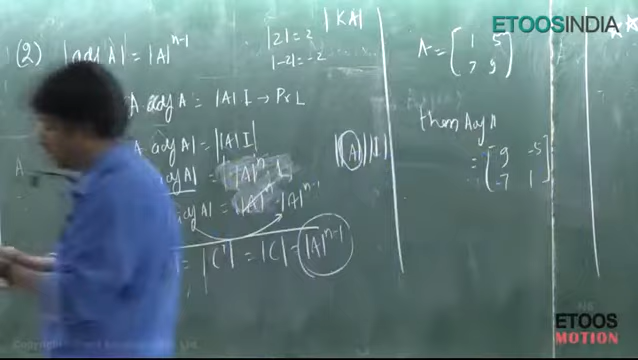 (2) |adj A| = |A|^{n-1}
A adj A = |A| I → Pr L
A adj A| = ||A| I|
adj A| = |A|^n
adj A| = |A|^n |A|^{n-1}
= |C'| = |C| = |A|^{n-1}
|KA|
|2| = 2
|-2| = -2
||A||I|
A = [1 5
7 9]
then Adj A
= [9 -5
-7 1]
ETOOSINDIA
ETOOS
MOTION